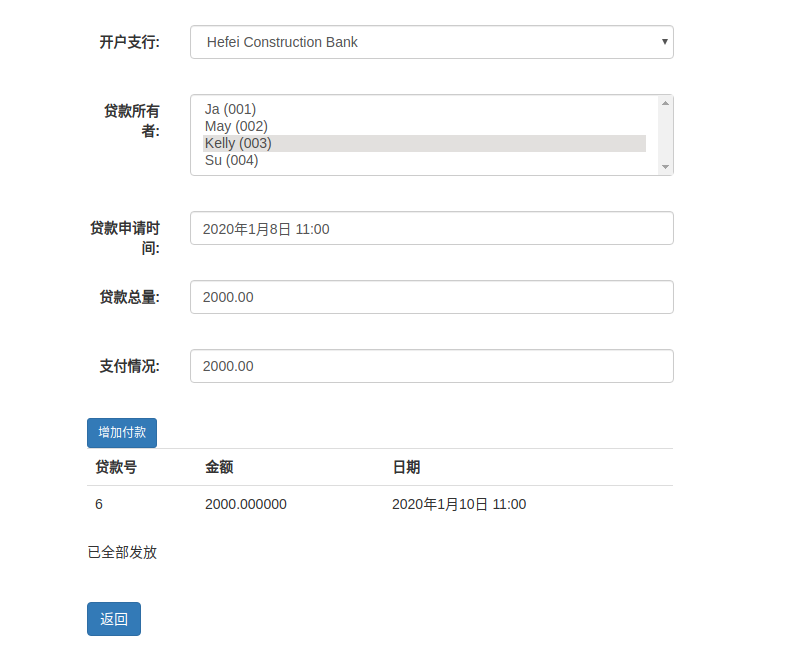 开户支行: Hefei Construction Bank
贷款所有
者:
Ja (001)
May (002)
Kelly (003)
Su (004)
贷款申请时
间:
2020年1月8日 11:00
贷款总量: 2000.00
支付情况: 2000.00
增加付款
贷款号 金额 日期
6 2000.000000 2020年1月10日 11:00
已全部发放
返回